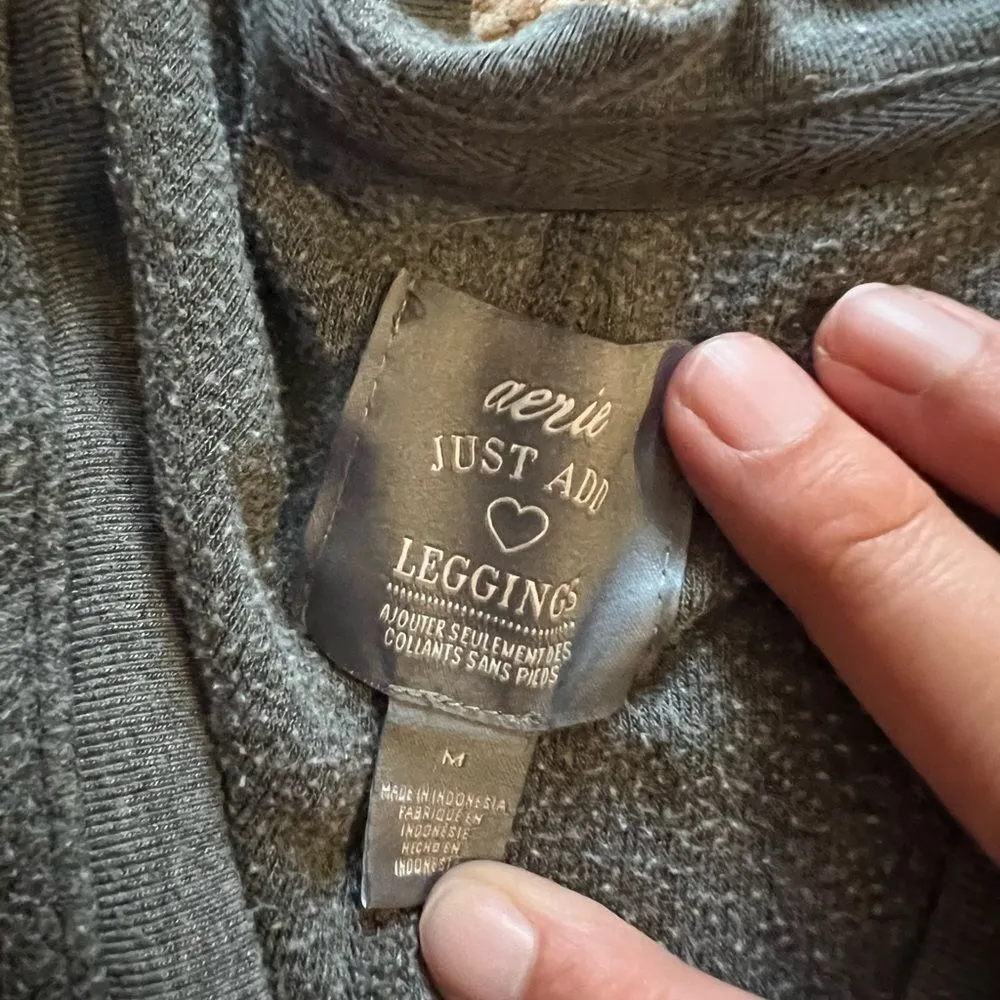 aerie
JUST ADD
LEGGINGS
AJOUTER SEULEMENT DES
COLLANTS SANS PIEDS
M
MADE IN INDONESIA
FABRIQUÉ EN
INDONÉSIE
HECHO EN
INDONESIA